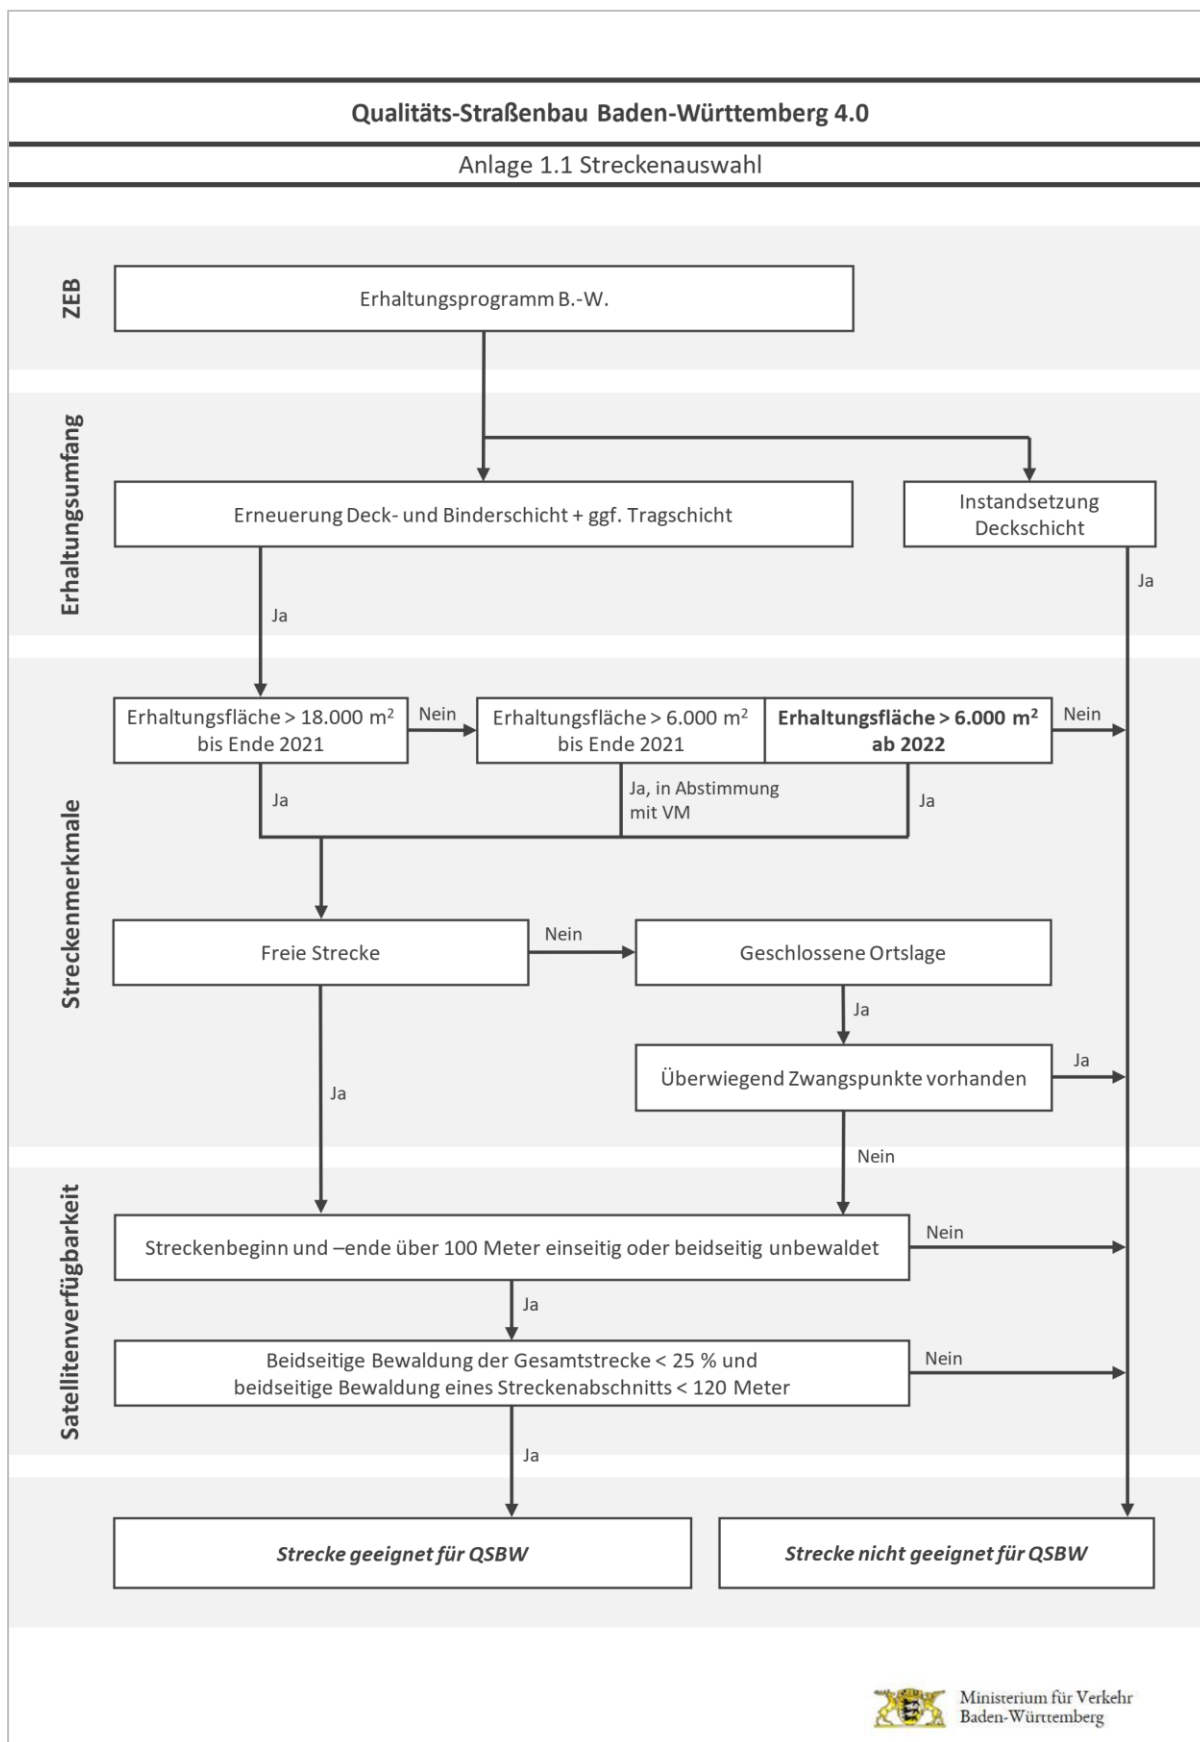 Qualitäts-Straßenbau Baden-Württemberg 4.0
Anlage 1.1 Streckenauswahl
ZEB
Erhaltungsprogramm B.-W.
Erhaltungsumfang
Erneuerung Deck- und Binderschicht + ggf. Tragschicht
Instandsetzung
Deckschicht
Ja
Ja
Streckenmerkmale
Erhaltungsfläche > 18.000 m²
bis Ende 2021
Nein
Erhaltungsfläche > 6.000 m²
bis Ende 2021
Erhaltungsfläche > 6.000 m²
ab 2022
Nein
Ja
Ja, in Abstimmung
mit VM
Ja
Freie Strecke
Nein
Geschlossene Ortslage
Ja
Überwiegend Zwangspunkte vorhanden
Ja
Ja
Nein
Satellitenverfügbarkeit
Streckenbeginn und –ende über 100 Meter einseitig oder beidseitig unbewaldet
Nein
Ja
Beidseitige Bewaldung der Gesamtstrecke < 25 % und
beidseitige Bewaldung eines Streckenabschnitts < 120 Meter
Nein
Ja
Strecke geeignet für QSBW
Strecke nicht geeignet für QSBW
Ministerium für Verkehr
Baden-Württemberg